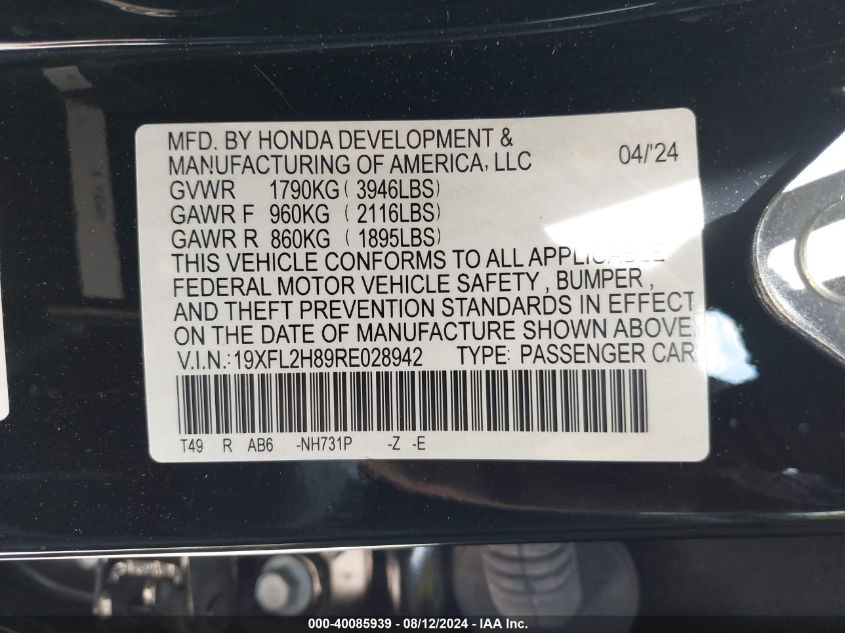 MFD. BY HONDA DEVELOPMENT &
MANUFACTURING OF AMERICA, LLC 04/'24
GVWR 1790KG ( 3946LBS)
GAWR F 960KG ( 2116LBS)
GAWR R 860KG ( 1895LBS)
THIS VEHICLE CONFORMS TO ALL APPLICABLE
FEDERAL MOTOR VEHICLE SAFETY , BUMPER ,
AND THEFT PREVENTION STANDARDS IN EFFECT
ON THE DATE OF MANUFACTURE SHOWN ABOVE
V.I.N.:19XFL2H89RE028942 TYPE: PASSENGER CAR
T49 R AB6 -NH731P -Z -E
000-40085939 - 08/12/2024 - IAA Inc.